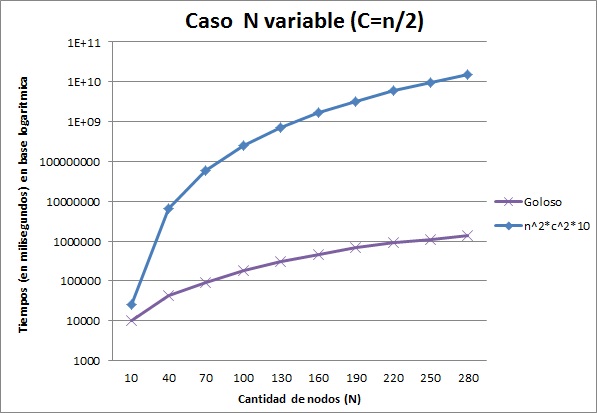 Caso  N variable (C=n/2)
Tiempos (en milisegundos) en base logaritmica
1E+11
1E+10
1E+09
100000000
10000000
1000000
100000
10000
1000
10 40 70 100 130 160 190 220 250 280
Cantidad de nodos (N)
Goloso
n^2*c^2*10